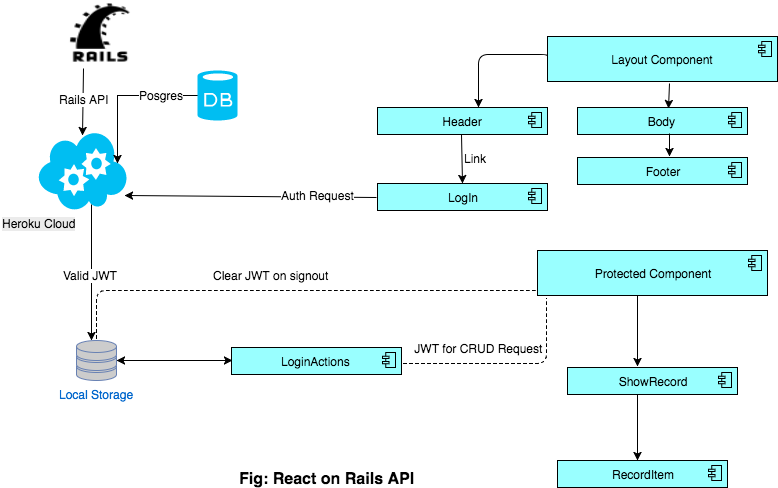 RAILS
Rails API
Posgres
DB
Layout Component
Header
Body
Link
Footer
Auth Request
LogIn
Heroku Cloud
Valid JWT
Clear JWT on signout
Protected Component
LoginActions
JWT for CRUD Request
Local Storage
ShowRecord
RecordItem
Fig: React on Rails API